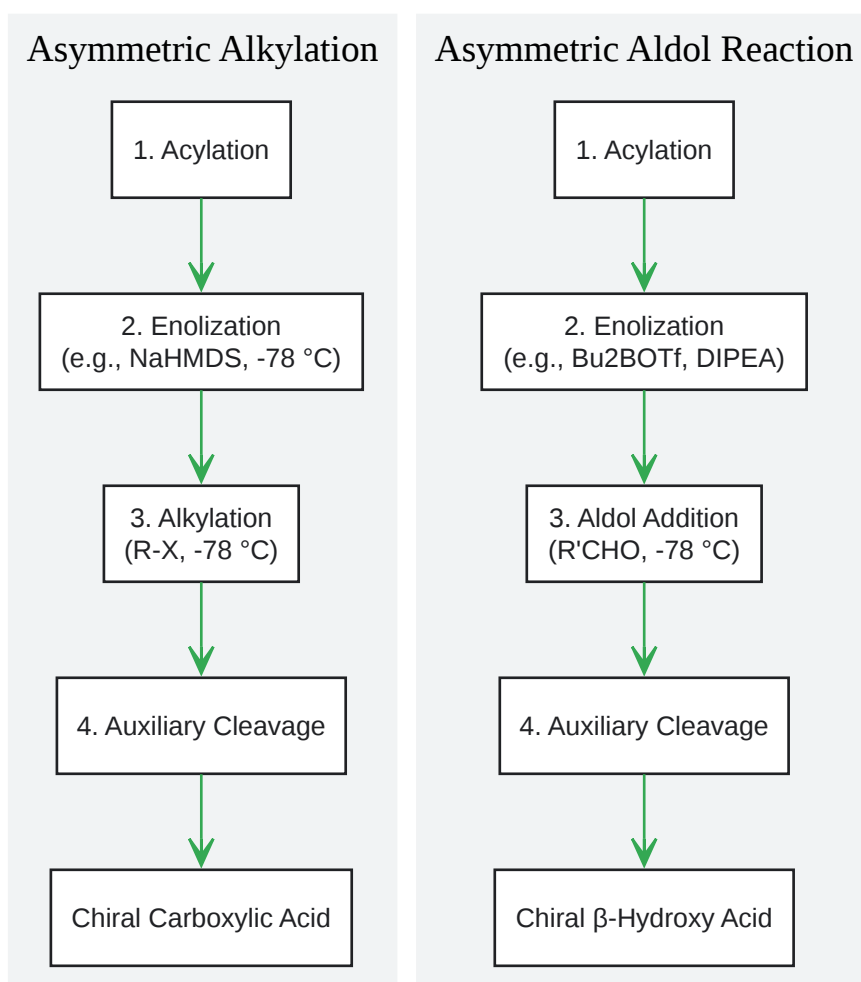 Asymmetric Alkylation
1. Acylation
2. Enolization
(e.g., NaHMDS, -78 °C)
3. Alkylation
(R-X, -78 °C)
4. Auxiliary Cleavage
Chiral Carboxylic Acid
Asymmetric Aldol Reaction
1. Acylation
2. Enolization
(e.g., Bu2BOTf, DIPEA)
3. Aldol Addition
(R'CHO, -78 °C)
4. Auxiliary Cleavage
Chiral β-Hydroxy Acid